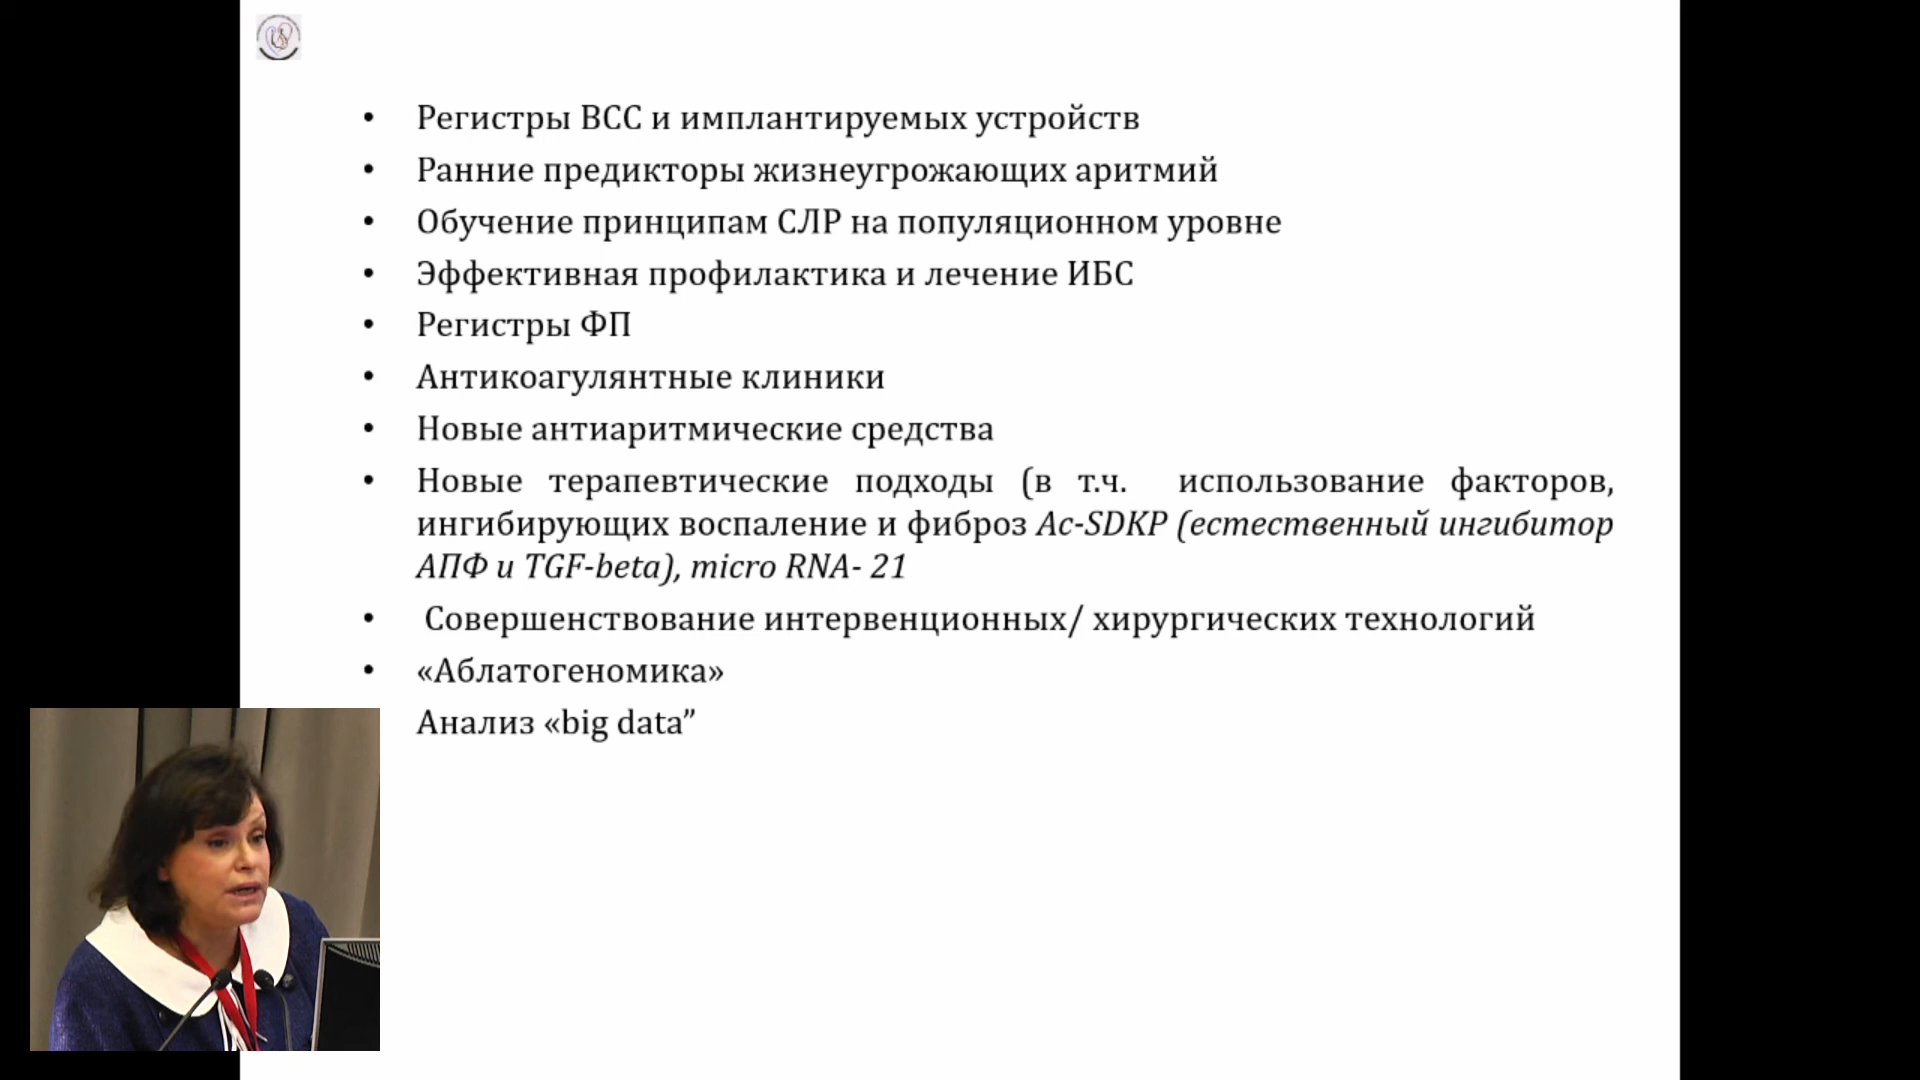 • Регистры ВСС и имплантируемых устройств
• Ранние предикторы жизнеугрожающих аритмий
• Обучение принципам СЛР на популяционном уровне
• Эффективная профилактика и лечение ИБС
• Регистры ФП
• Антикоагулянтные клиники
• Новые антиаритмические средства
• Новые терапевтические подходы (в т.ч. использование факторов,
ингибирующих воспаление и фиброз Ac-SDKP (естественный ингибитор
АПФ и TGF-beta), micro RNA- 21
• Совершенствование интервенционных/ хирургических технологий
• «Аблатогеномика»
Анализ «big data”